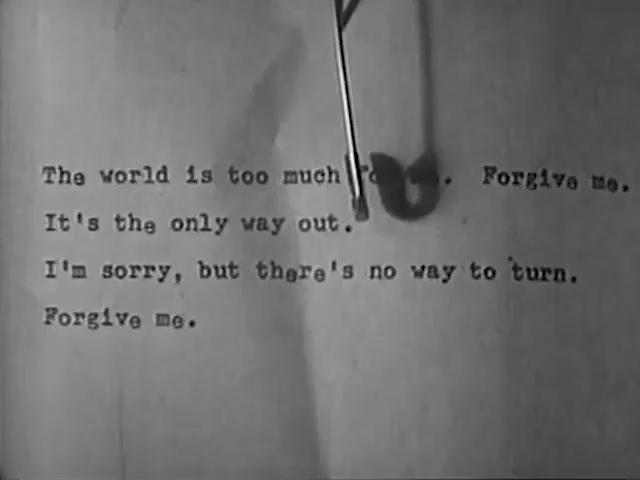 The world is too much . Forgive me.
It's the only way out.
I'm sorry, but there's no way to turn.
Forgive me.